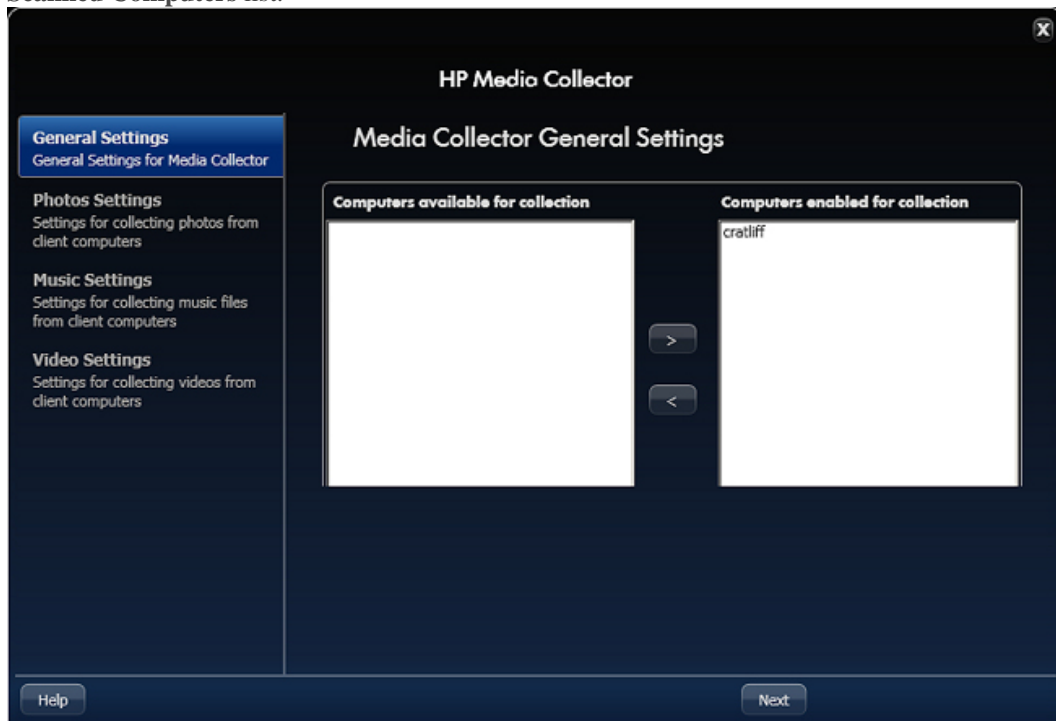 Scanned Computers list.
X
HP Media Collector
General Settings
General Settings for Media Collector
Photos Settings
Settings for collecting photos from
client computers
Music Settings
Settings for collecting music files
from client computers
Video Settings
Settings for collecting videos from
client computers
Media Collector General Settings
Computers available for collection
Computers enabled for collection
cratliff
>
<
Help
Next